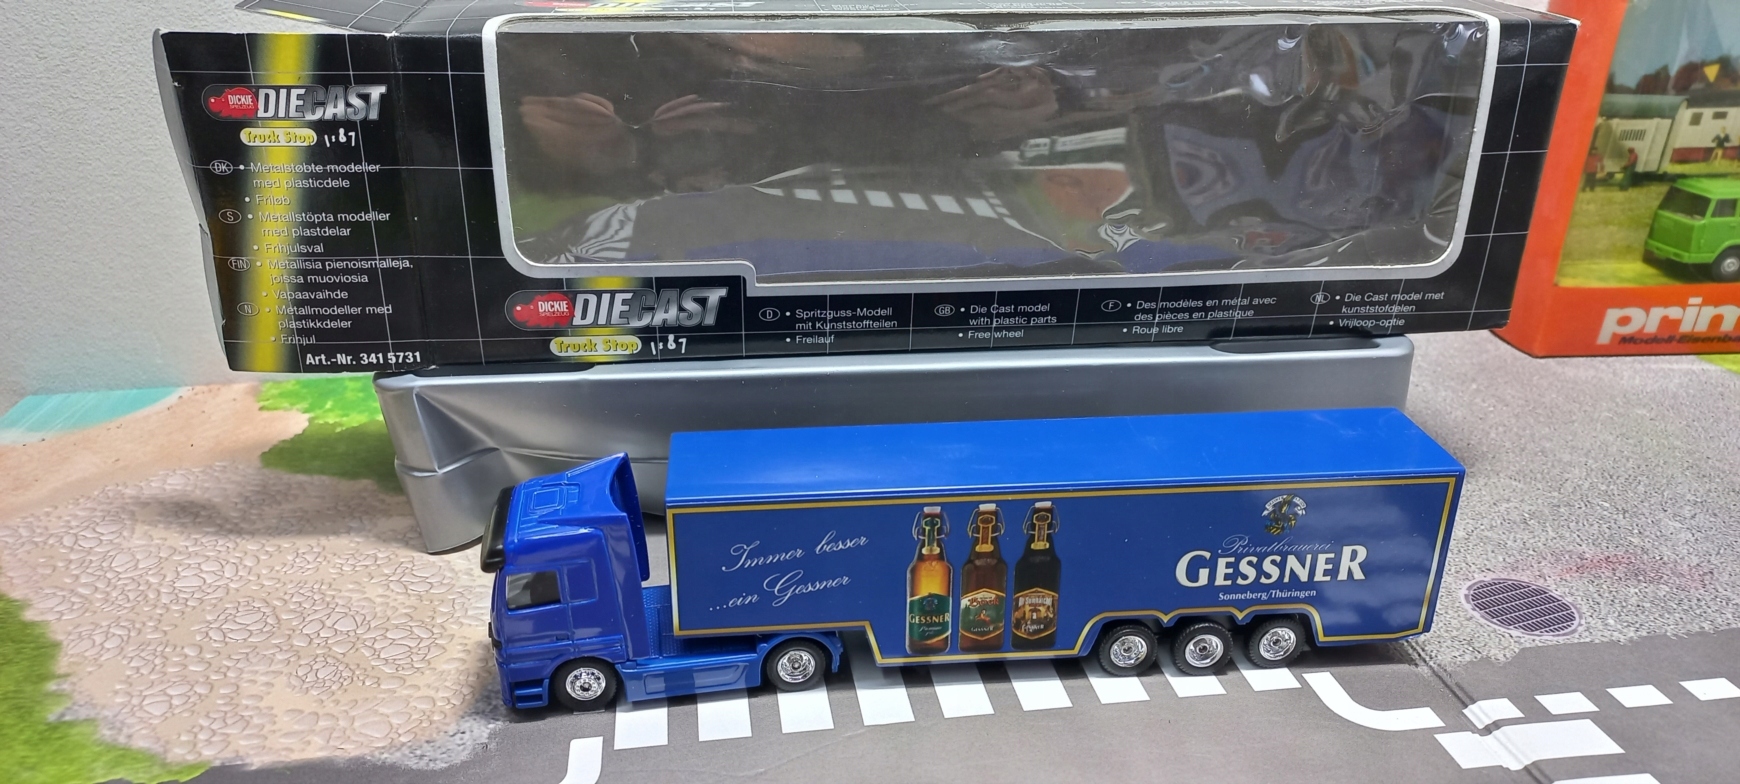 DICKIE
SPIELZEUG
DIECAST
Truck Stop 1:87
DK • Metalstøbte modeller
med plasticdele
• Friløb
S • Metallstöpta modeller
med plastdelar
• Frihjulsval
FIN • Metallisia pienoismalleja,
joissa muoviosia
• Vapaavaihde
N • Metallmodeller med
plastikkdeler
• Frihjul
Art.-Nr. 341 5731
DICKIE
SPIELZEUG
DIECAST
Truck Stop 1:87
D • Spritzguss-Modell
mit Kunststoffteilen
• Freilauf
GB • Die Cast model
with plastic parts
• Free wheel
F • Des modèles en métal avec
des pièces en plastique
• Roue libre
NL • Die Cast model met
kunststofdelen
• Vrijloop-optie
prim
Modell-Eisenb
Immer besser
...ein Gessner
GESSNER
Privatbrauerei
GESSNER
Sonneberg/Thüringen